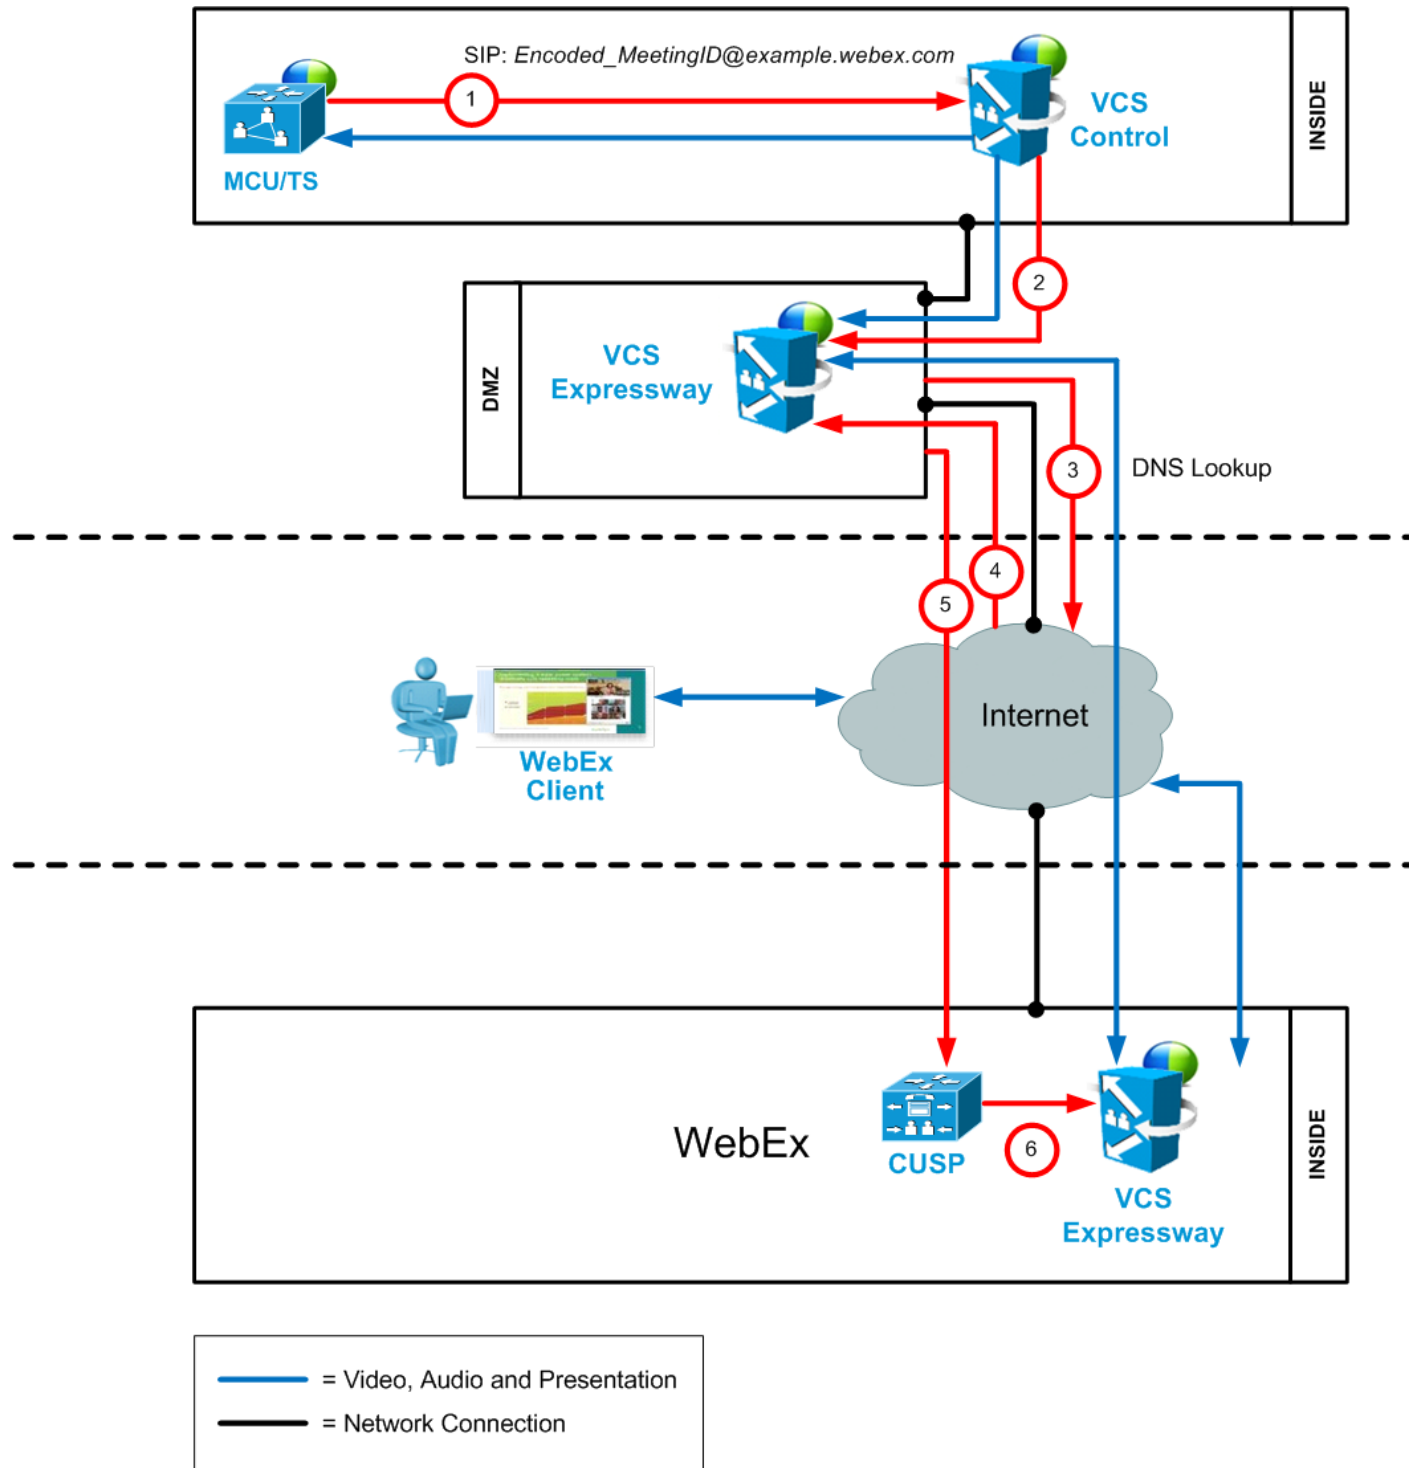 SIP: Encoded_MeetingID@example.webex.com
1
VCS
Control
INSIDE
MCU/TS
2
DMZ
VCS
Expressway
3
DNS Lookup
4
5
Internet
WebEx
Client
WebEx
CUSP
6
VCS
Expressway
INSIDE
= Video, Audio and Presentation
= Network Connection